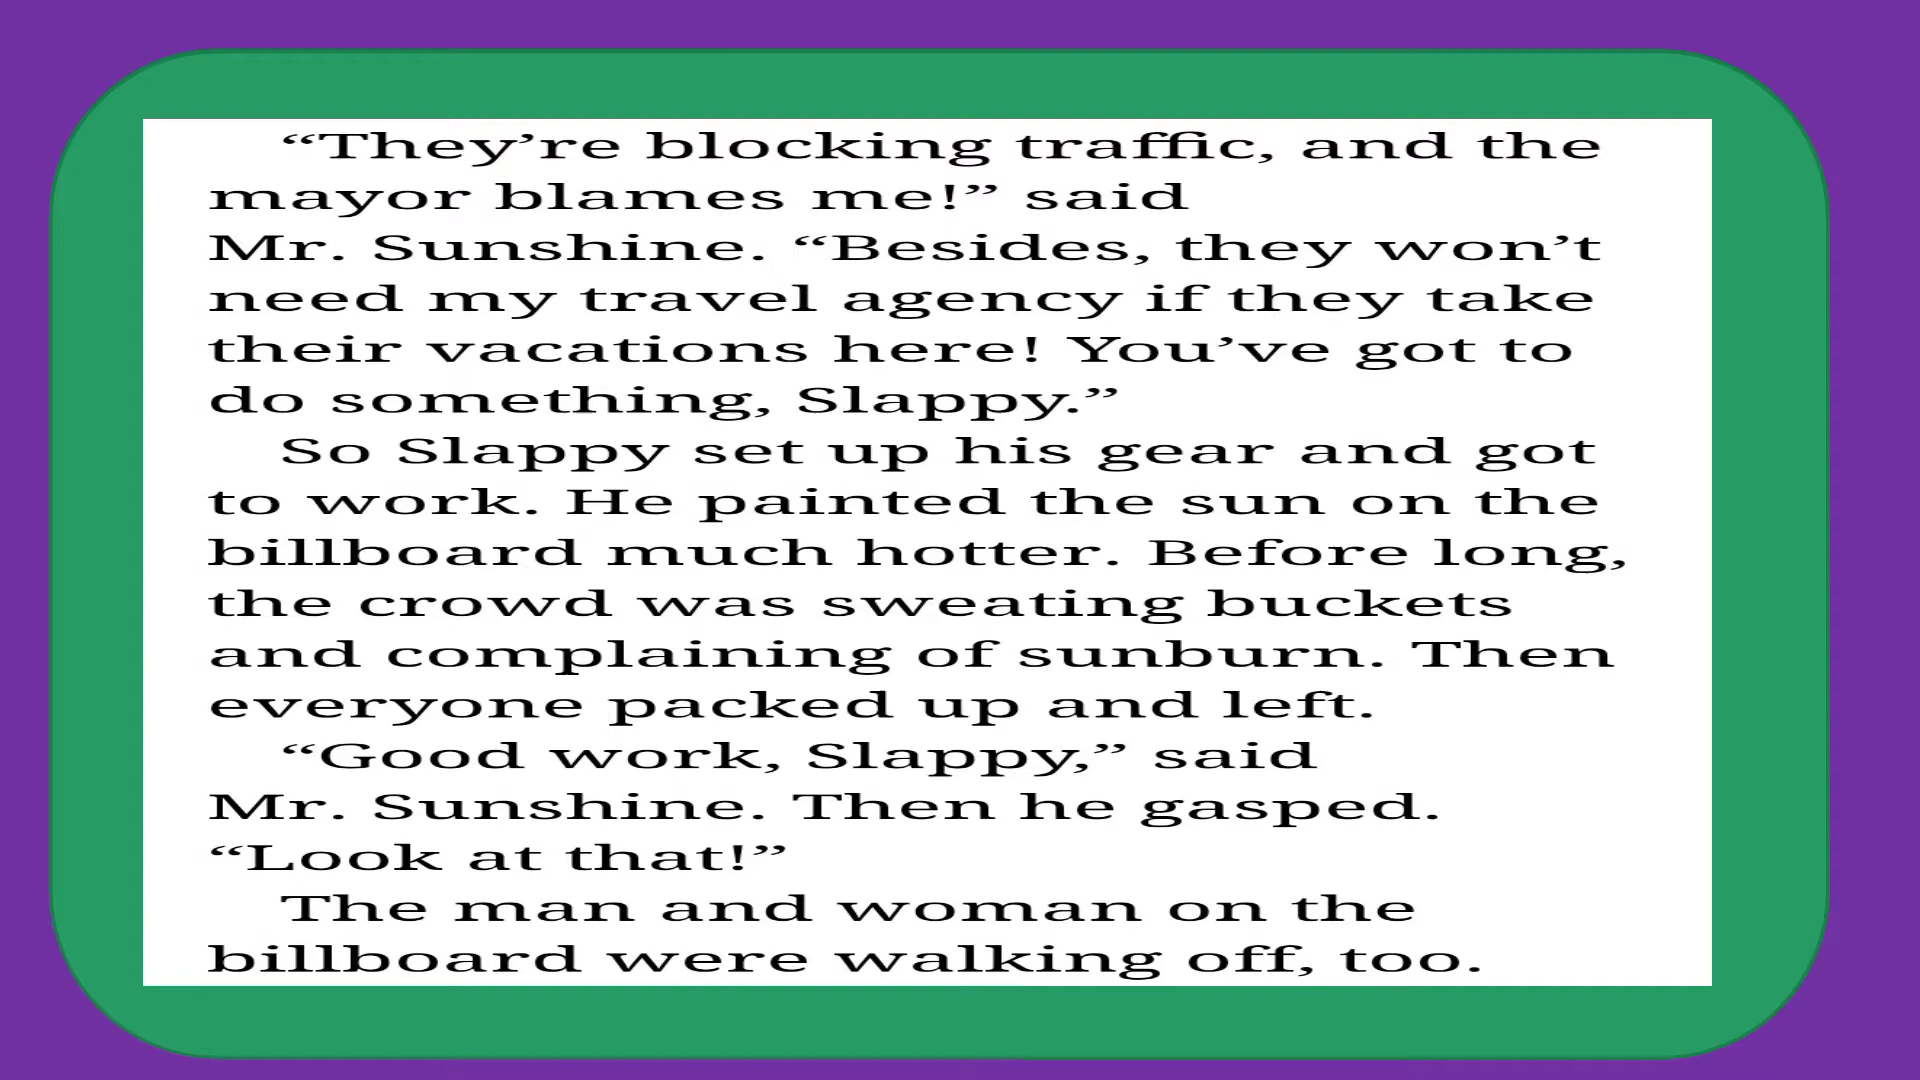 “They’re blocking traffic, and the
mayor blames me!” said
Mr. Sunshine. “Besides, they won’t
need my travel agency if they take
their vacations here! You’ve got to
do something, Slappy.”
So Slappy set up his gear and got
to work. He painted the sun on the
billboard much hotter. Before long,
the crowd was sweating buckets
and complaining of sunburn. Then
everyone packed up and left.
“Good work, Slappy,” said
Mr. Sunshine. Then he gasped.
“Look at that!”
The man and woman on the
billboard were walking off, too.